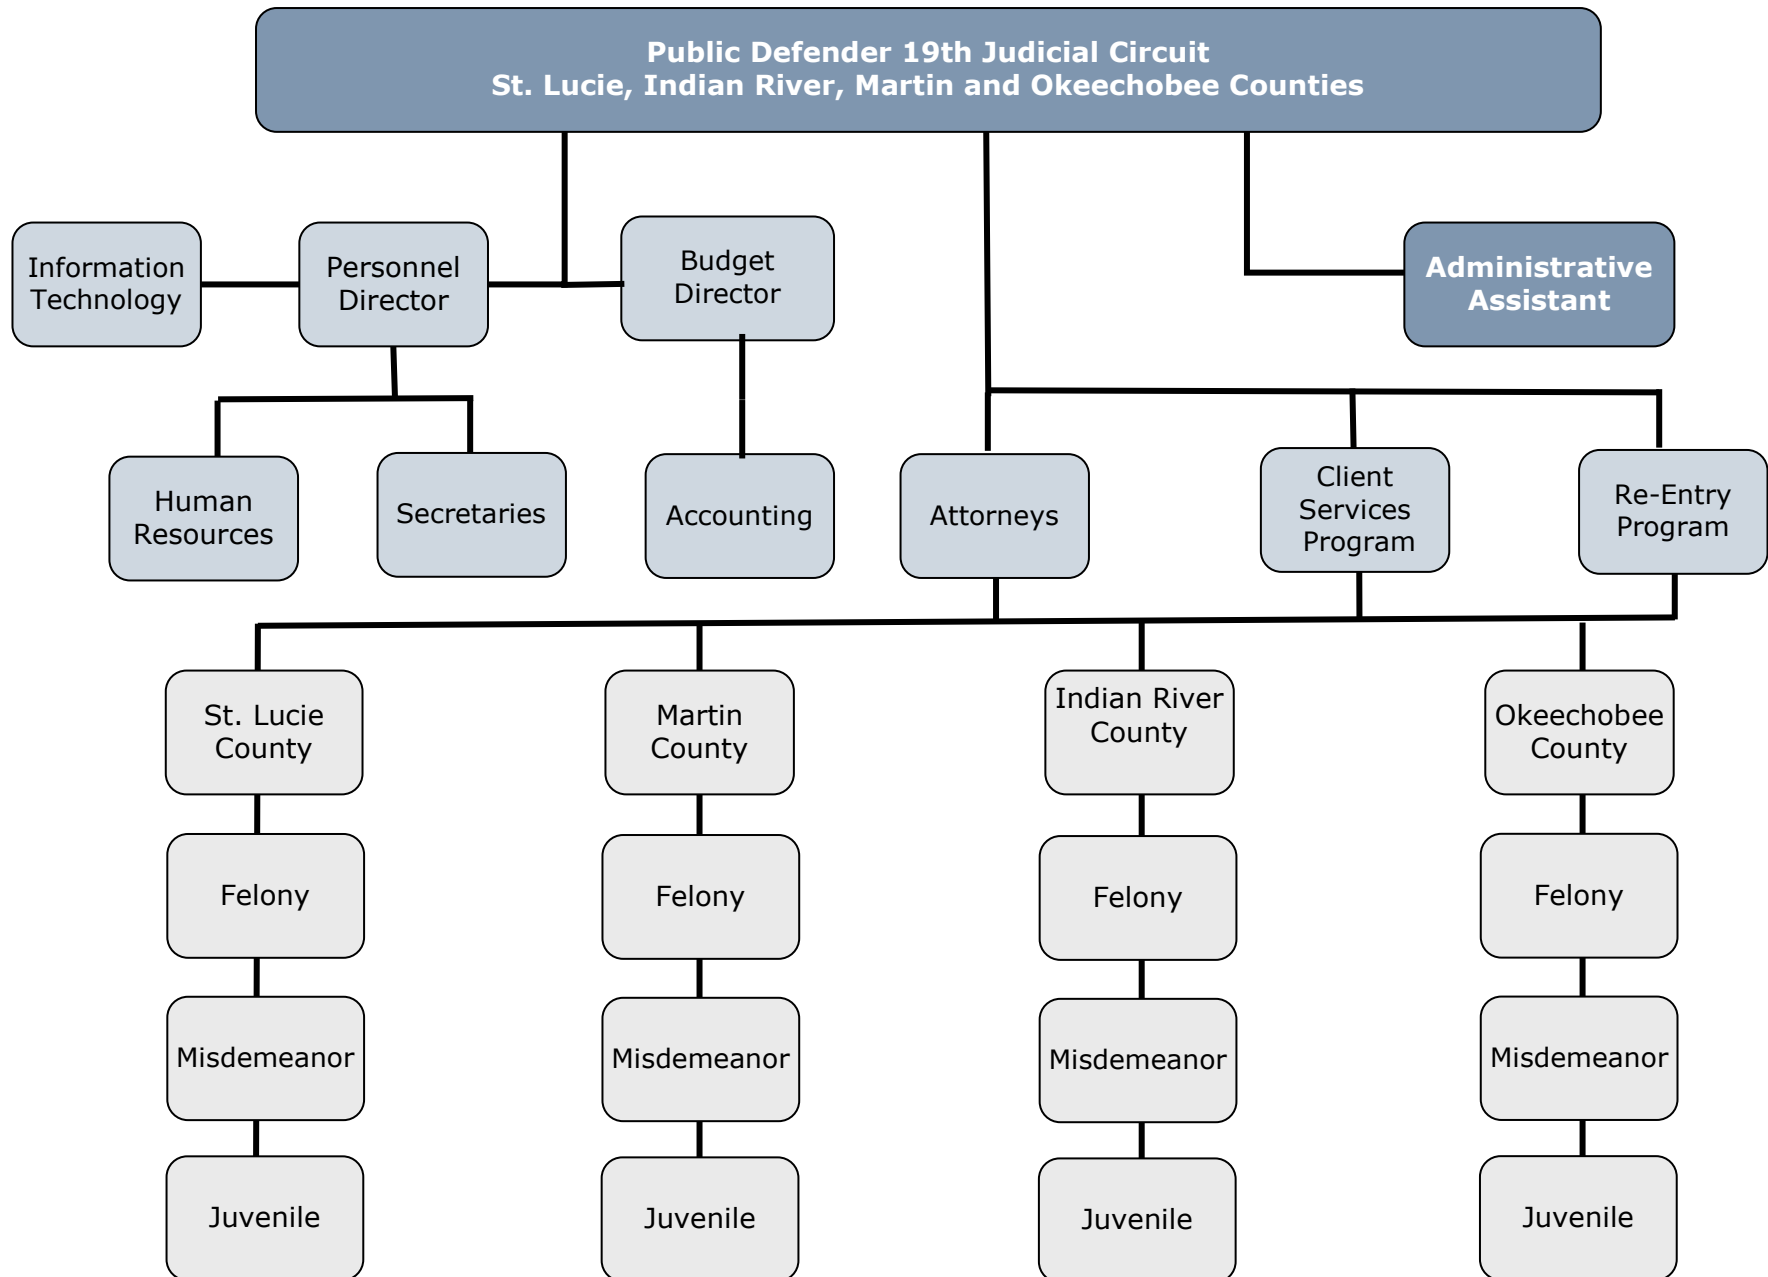 Public Defender 19th Judicial Circuit
St. Lucie, Indian River, Martin and Okeechobee Counties
Information
Technology
Personnel
Director
Budget
Director
Administrative
Assistant
Human
Resources
Secretaries
Accounting
Attorneys
Client
Services
Program
Re-Entry
Program
St. Lucie
County
Martin
County
Indian River
County
Okeechobee
County
Felony
Felony
Felony
Felony
Misdemeanor
Misdemeanor
Misdemeanor
Misdemeanor
Juvenile
Juvenile
Juvenile
Juvenile